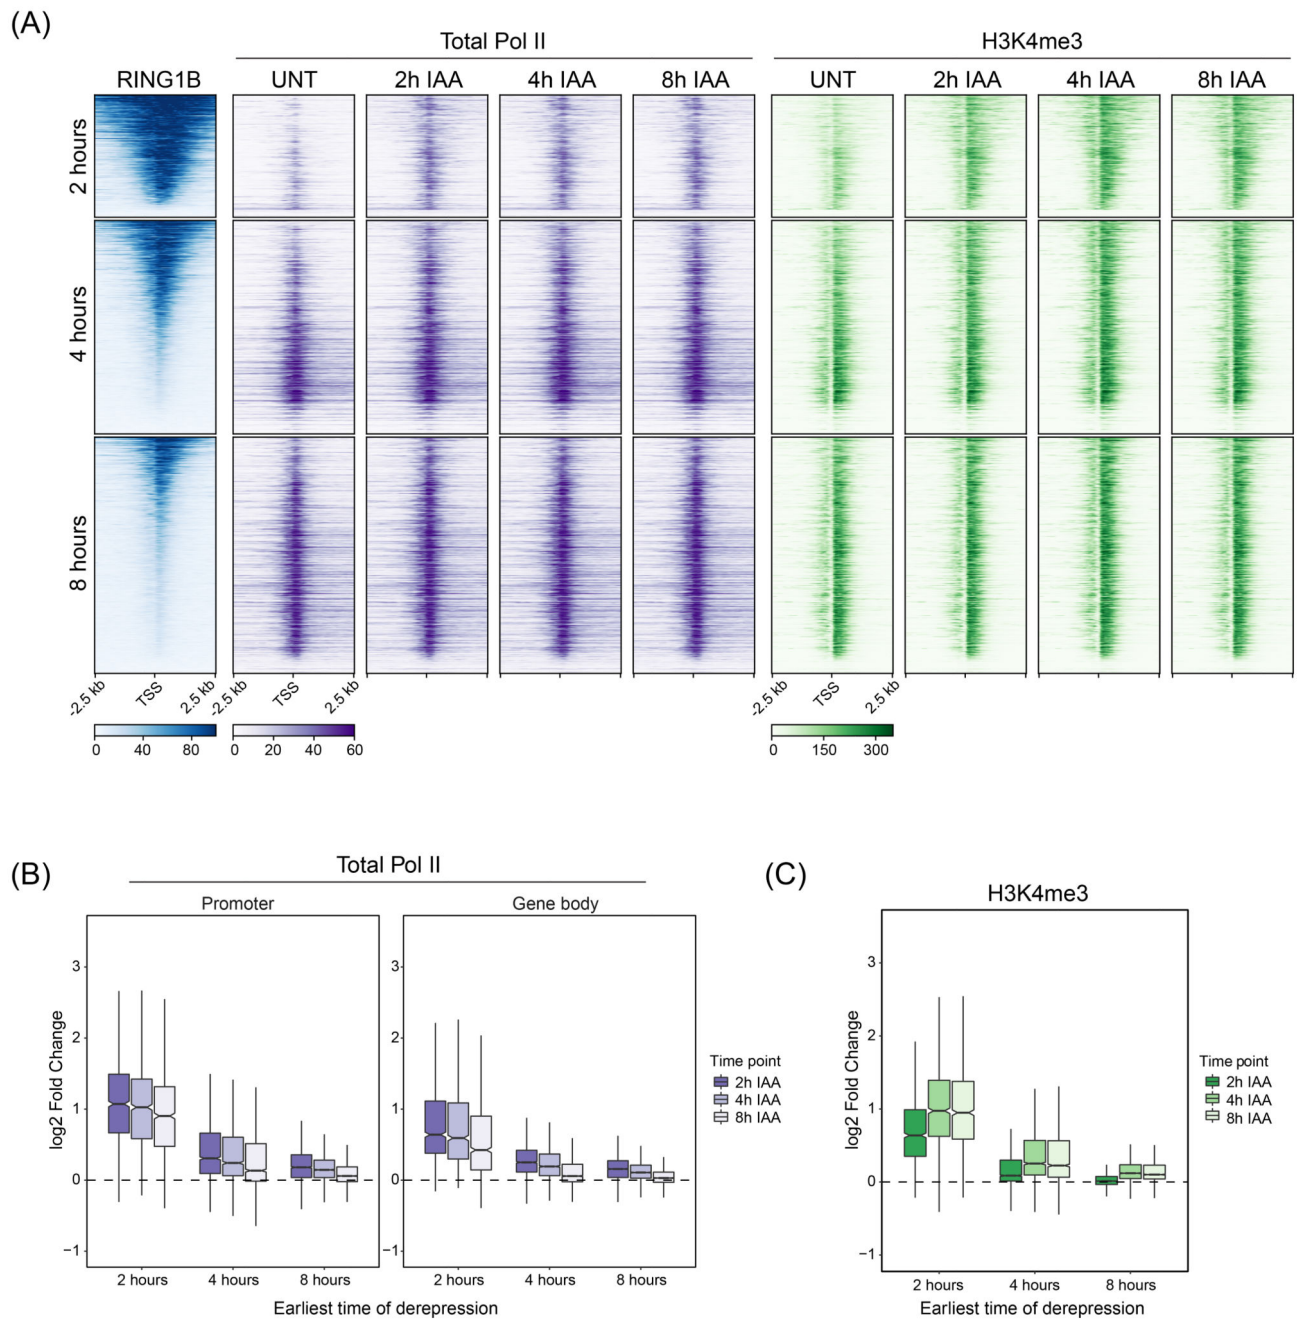 (A)
Total Pol II
H3K4me3
RING1B
UNT
2h IAA
4h IAA
8h IAA
UNT
2h IAA
4h IAA
8h IAA
2 hours
4 hours
8 hours
-2.5 kb
TSS
2.5 kb
-2.5 kb
TSS
2.5 kb
-2.5 kb
TSS
2.5 kb
0 40 80
0 20 40 60
0 150 300
(B)
Total Pol II
Promoter
Gene body
log2 Fold Change
3
2
1
0
−1
3
2
1
0
−1
2 hours 4 hours 8 hours
2 hours 4 hours 8 hours
Earliest time of derepression
Time point
2h IAA
4h IAA
8h IAA
(C)
H3K4me3
log2 Fold Change
3
2
1
0
−1
2 hours 4 hours 8 hours
Earliest time of derepression
Time point
2h IAA
4h IAA
8h IAA